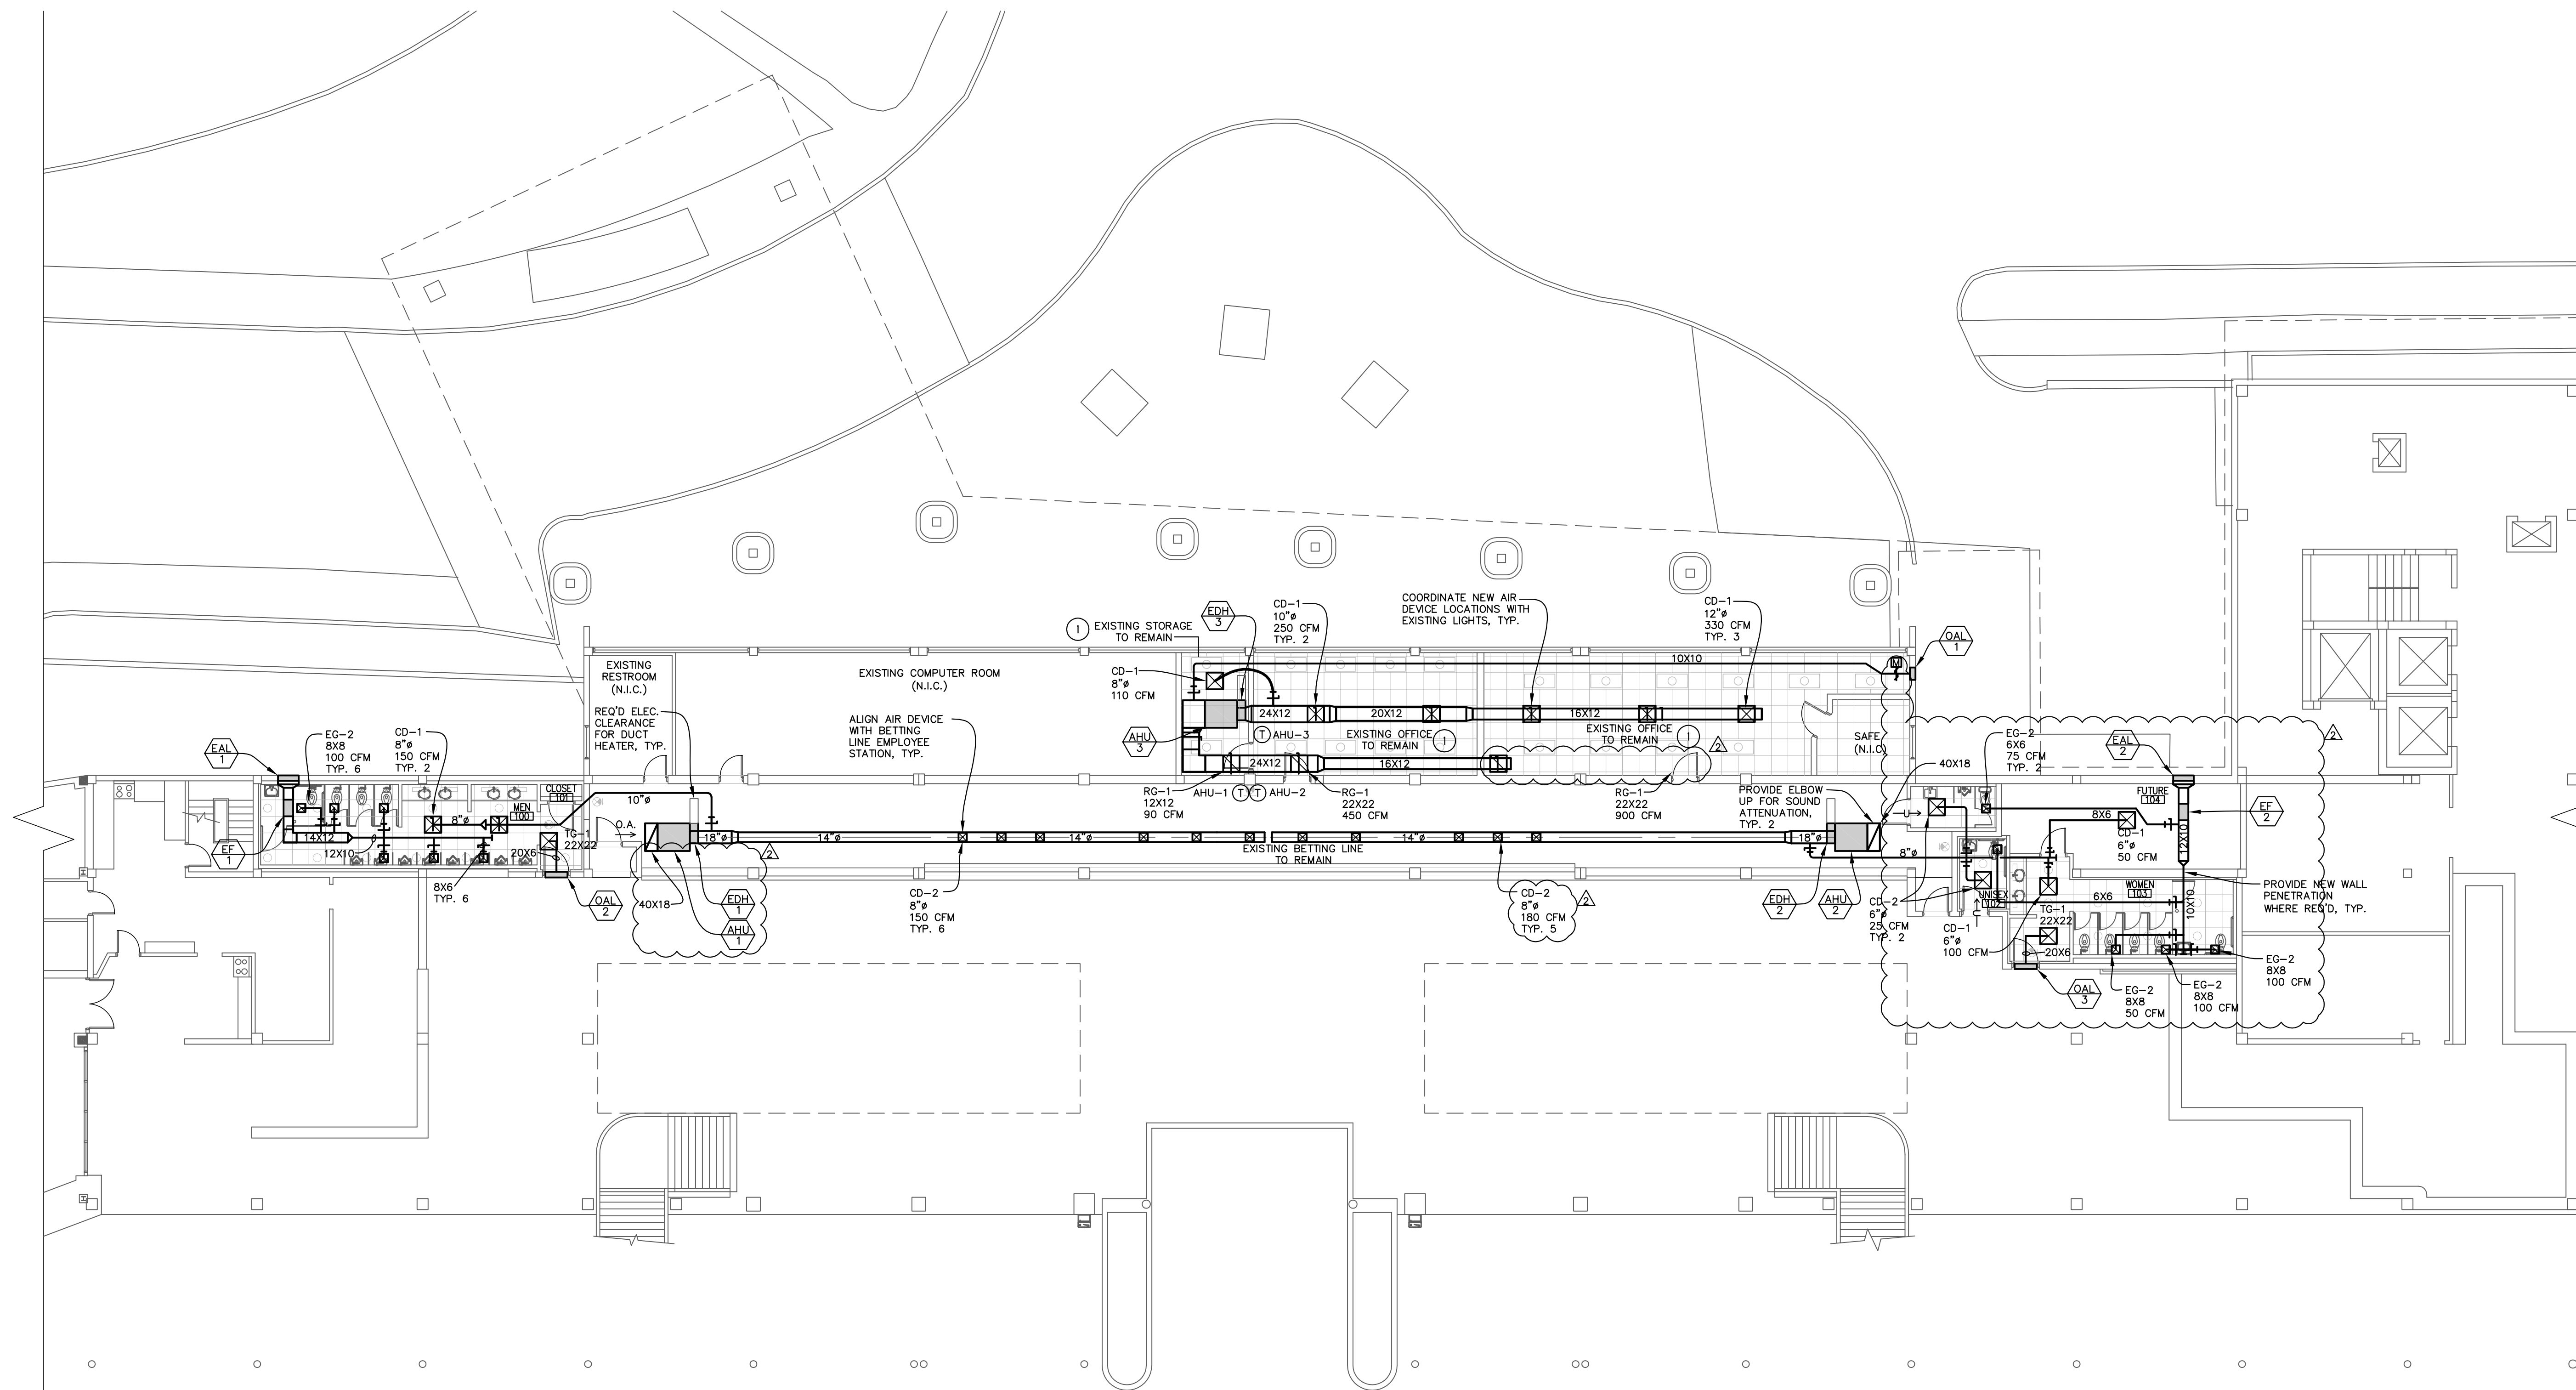 EAL
1
EG-2
8X8
100 CFM
TYP. 6
CD-1
8"ø
150 CFM
TYP. 2
EXISTING
RESTROOM
(N.I.C.)
REQ'D ELEC.
CLEARANCE
FOR DUCT
HEATER, TYP.
EXISTING COMPUTER ROOM
(N.I.C.)
ALIGN AIR DEVICE
WITH BETTING
LINE EMPLOYEE
STATION, TYP.
1
EXISTING STORAGE
TO REMAIN
EDH
3
CD-1
10"ø
250 CFM
TYP. 2
COORDINATE NEW AIR
DEVICE LOCATIONS WITH
EXISTING LIGHTS, TYP.
CD-1
12"ø
330 CFM
TYP. 3
OAL
1
CD-1
8"ø
110 CFM
10X10
M
AHU
3
24X12
20X12
16X12
T AHU-3
EXISTING OFFICE
TO REMAIN
1
EXISTING OFFICE
TO REMAIN
1
2
SAFE
(N.I.C)
24X12
16X12
RG-1
12X12
90 CFM
AHU-1 T T AHU-2
RG-1
22X22
450 CFM
RG-1
22X22
900 CFM
PROVIDE ELBOW
UP FOR SOUND
ATTENUATION,
TYP. 2
40X18
EG-2
6X6
75 CFM
TYP. 2
EAL
2
2
FUTURE
104
EF
2
CLOSET
101
MEN
100
8"ø
10"ø
O.A.
TG-1
22X22
20X6
14X12
12X10
EF
1
8X6
TYP. 6
OAL
2
40X18
18"ø
14"ø
14"ø
14"ø
18"ø
EXISTING BETTING LINE
TO REMAIN
2
EDH
1
AHU
1
CD-2
8"ø
150 CFM
TYP. 6
CD-2
8"ø
180 CFM
TYP. 5
2
EDH
2
AHU
2
8"ø
U
U
CD-2
6"ø
25 CFM
TYP. 2
UNISEX
102
CD-1
6"ø
100 CFM
8X6
CD-1
6"ø
50 CFM
12X10
WOMEN
103
6X6
10X10
TG-1
22X22
20X6
PROVIDE NEW WALL
PENETRATION
WHERE REQ'D, TYP.
OAL
3
EG-2
8X8
50 CFM
EG-2
8X8
100 CFM
EG-2
8X8
100 CFM